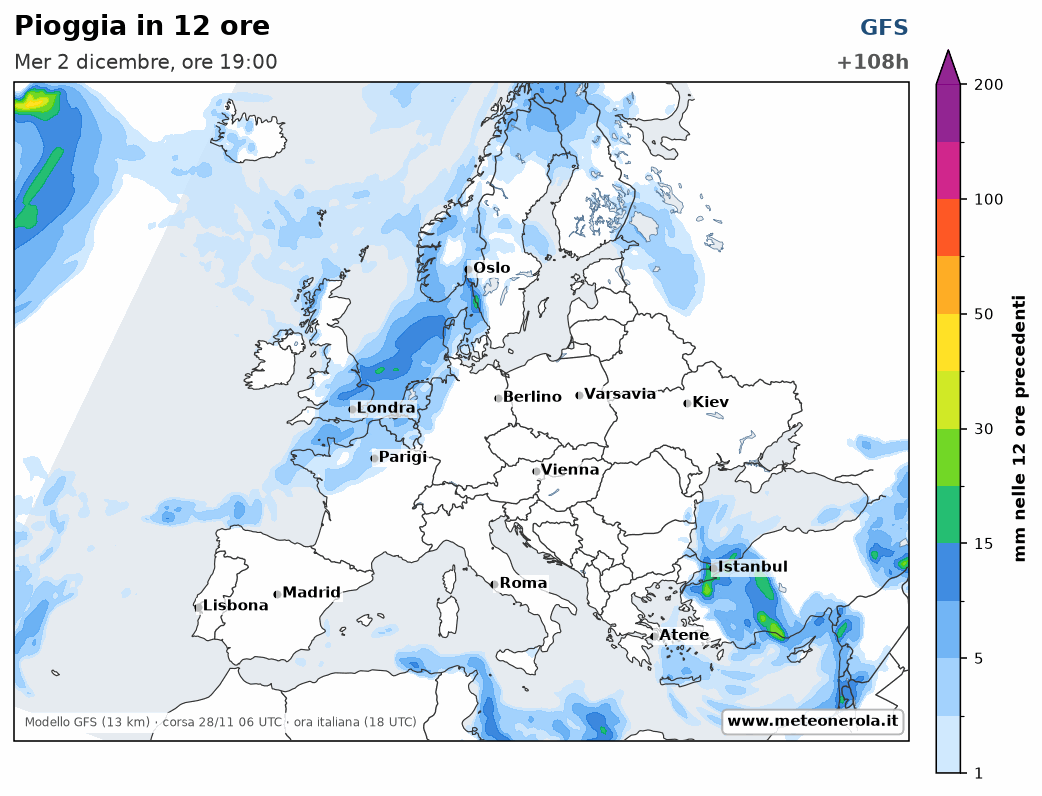 Pioggia in 12 ore
GFS
Mer 2 dicembre, ore 19:00
+108h
200
100
50
30
15
5
1
mm nelle 12 ore precedenti
Oslo
Londra
Berlino
Varsavia
Kiev
Parigi
Vienna
Istanbul
Roma
Madrid
Lisbona
Atene
Modello GFS (13 km) · corsa 28/11 06 UTC · ora italiana (18 UTC)
www.meteonerola.it